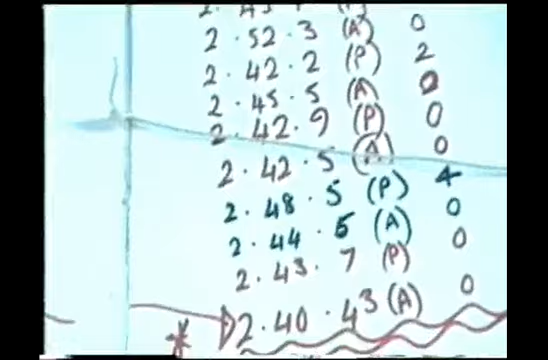 2.52.3 (A) 0
2.42.2 (P) 2
2.45.5 (A) 0
2.42.9 (P) 0
2.42.5 (A) 0
2.48.5 (P) 4
2.44.5 (A) 0
2.43.7 (P) 0
* 2.40.43 (A) 0